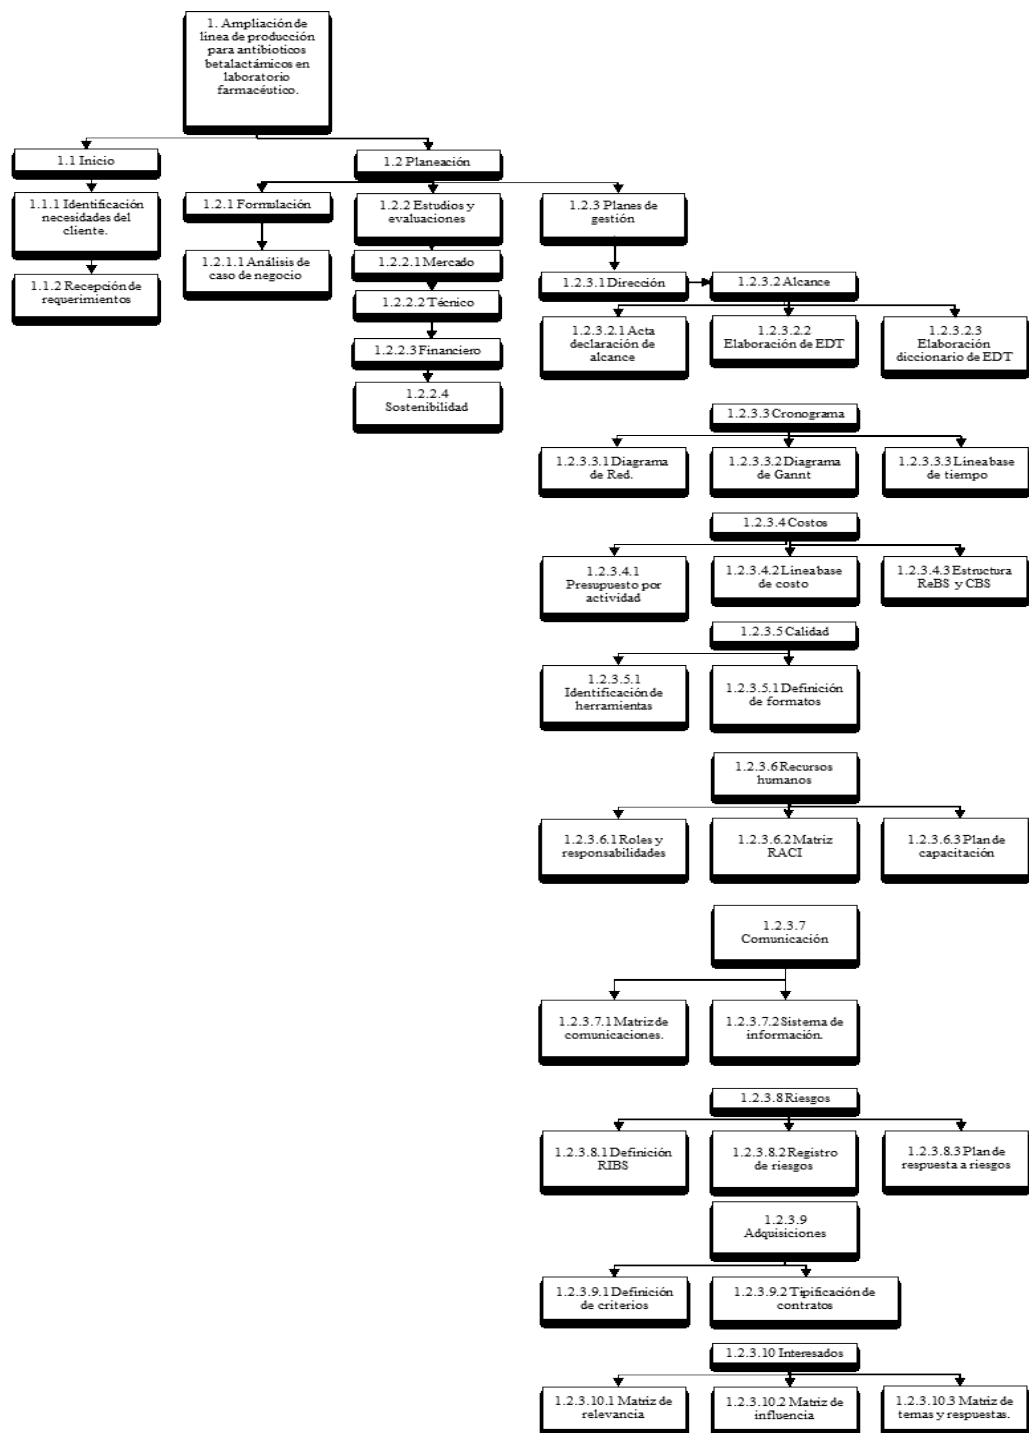 1. Ampliación de
línea de producción
para antibioticos
betalactámicos en
laboratorio
farmacéutico.
1.1 Inicio
1.2 Planeación
1.1.1 Identificación
necesidades del
cliente.
1.2.1 Formulación
1.2.2 Estudios y
evaluaciones
1.2.3 Planes de
gestión
1.1.2 Recepción de
requerimientos
1.2.1.1 Análisis de
caso de negocio
1.2.2.1 Mercado
1.2.3.1 Dirección
1.2.3.2 Alcance
1.2.2.2 Técnico
1.2.2.3 Financiero
1.2.2.4
Sostenibilidad
1.2.3.2.1 Acta
declaración de
alcance
1.2.3.2.2
Elaboración de EDT
1.2.3.2.3
Elaboración
diccionario de EDT
1.2.3.3 Cronograma
1.2.3.3.1 Diagrama
de Red.
1.2.3.3.2 Diagrama
de Gannt
1.2.3.3.3 Línea base
de tiempo
1.2.3.4 Costos
1.2.3.4.1
Presupuesto por
actividad
1.2.3.4.2 Línea base
de costo
1.2.3.4.3 Estructura
ReBS y CBS
1.2.3.5 Calidad
1.2.3.5.1
Identificación de
herramientas
1.2.3.5.1 Definición
de formatos
1.2.3.6 Recursos
humanos
1.2.3.6.1 Roles y
responsabilidades
1.2.3.6.2 Matriz
RACI
1.2.3.6.3 Plan de
capacitación
1.2.3.7
Comunicación
1.2.3.7.1 Matriz de
comunicaciones.
1.2.3.7.2 Sistema de
información.
1.2.3.8 Riesgos
1.2.3.8.1 Definición
RIBS
1.2.3.8.2 Registro
de riesgos
1.2.3.8.3 Plan de
respuesta a riesgos
1.2.3.9
Adquisiciones
1.2.3.9.1 Definición
de criterios
1.2.3.9.2 Tipificación de
contratos
1.2.3.10 Interesados
1.2.3.10.1 Matriz de
relevancia
1.2.3.10.2 Matriz de
influencia
1.2.3.10.3 Matriz de
temas y respuestas.